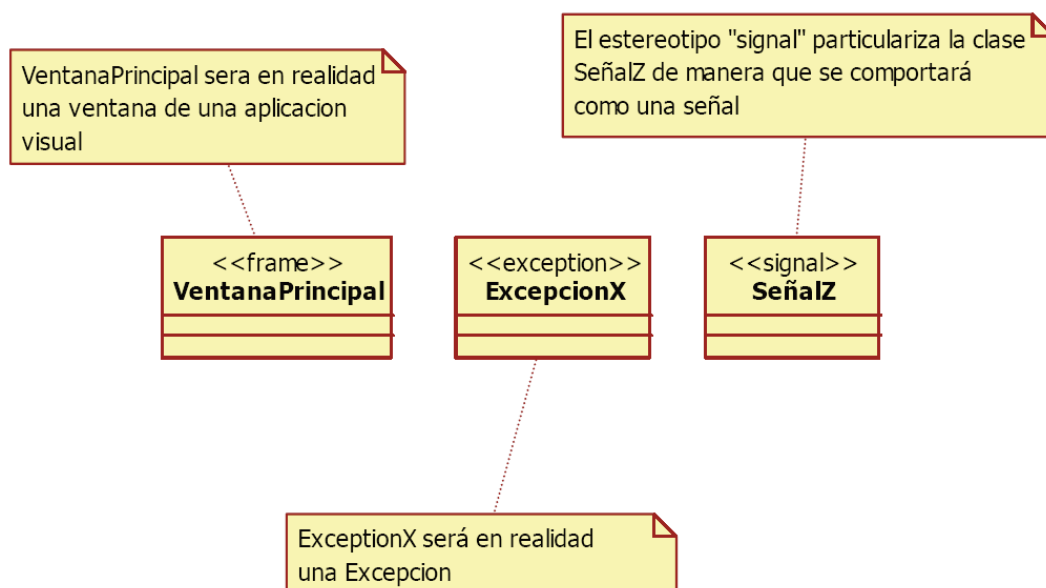 VentanaPrincipal sera en realidad
una ventana de una aplicacion
visual
El estereotipo "signal" particulariza la clase
SeñalZ de manera que se comportará
como una señal
<<frame>>
VentanaPrincipal
<<exception>>
ExcepcionX
<<signal>>
SeñalZ
ExceptionX será en realidad
una Excepcion